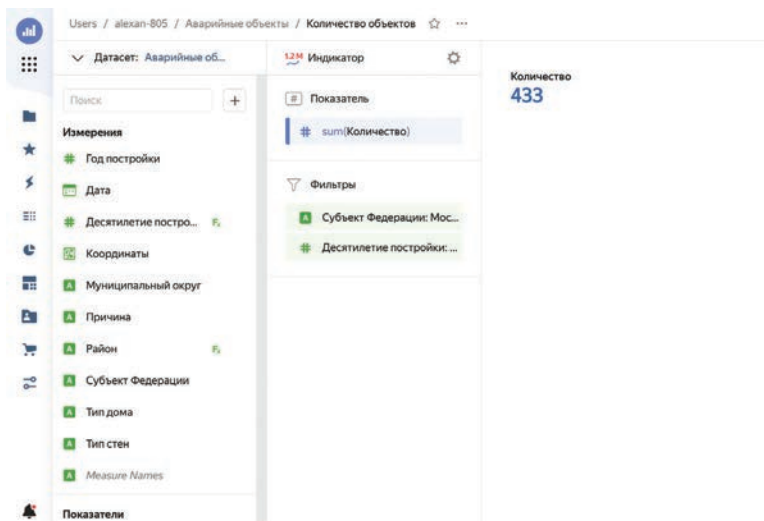 Users / alexan-805 / Аварийные объекты / Количество объектов
Датасет: Аварийные об...
Поиск
+
Измерения
Год постройки
Дата
Десятилетие постро...
Координаты
Муниципальный округ
Причина
Район
Субъект Федерации
Тип дома
Тип стен
Measure Names
Показатели
1.2M Индикатор
# Показатель
# sum(Количество)
Фильтры
A Субъект Федерации: Мос...
# Десятилетие постройки: ...
Количество
433